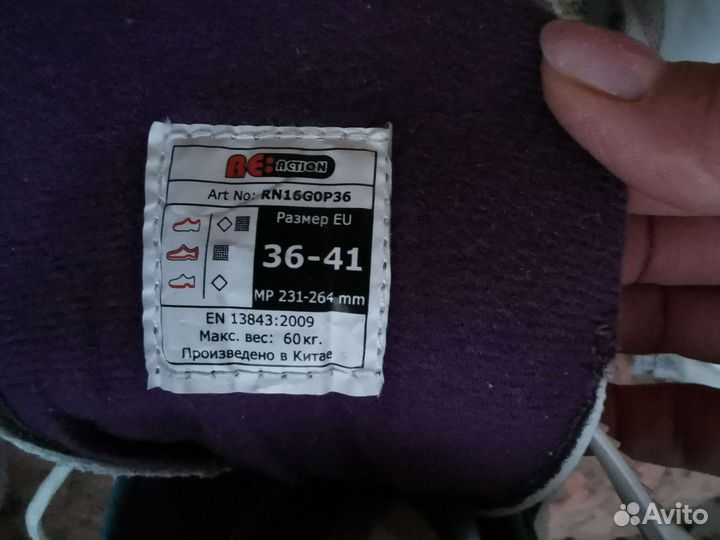 RE:ACTION
Art No: RN16G0P36
Размер EU
36-41
MP 231-264 mm
EN 13843:2009
Макс. вес: 60кг.
Произведено в Китае
Avito